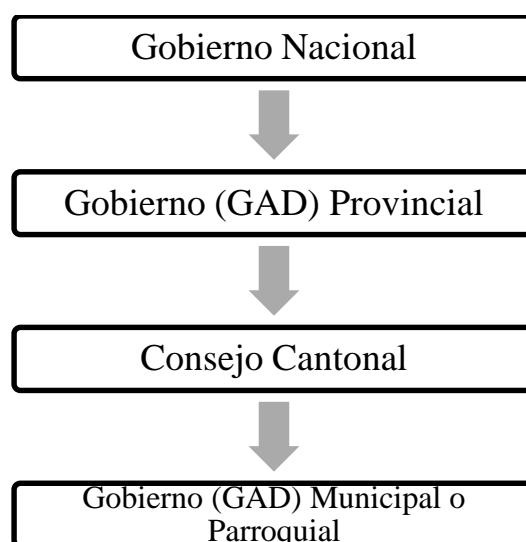 Gobierno Nacional
Gobierno (GAD) Provincial
Consejo Cantonal
Gobierno (GAD) Municipal o
Parroquial